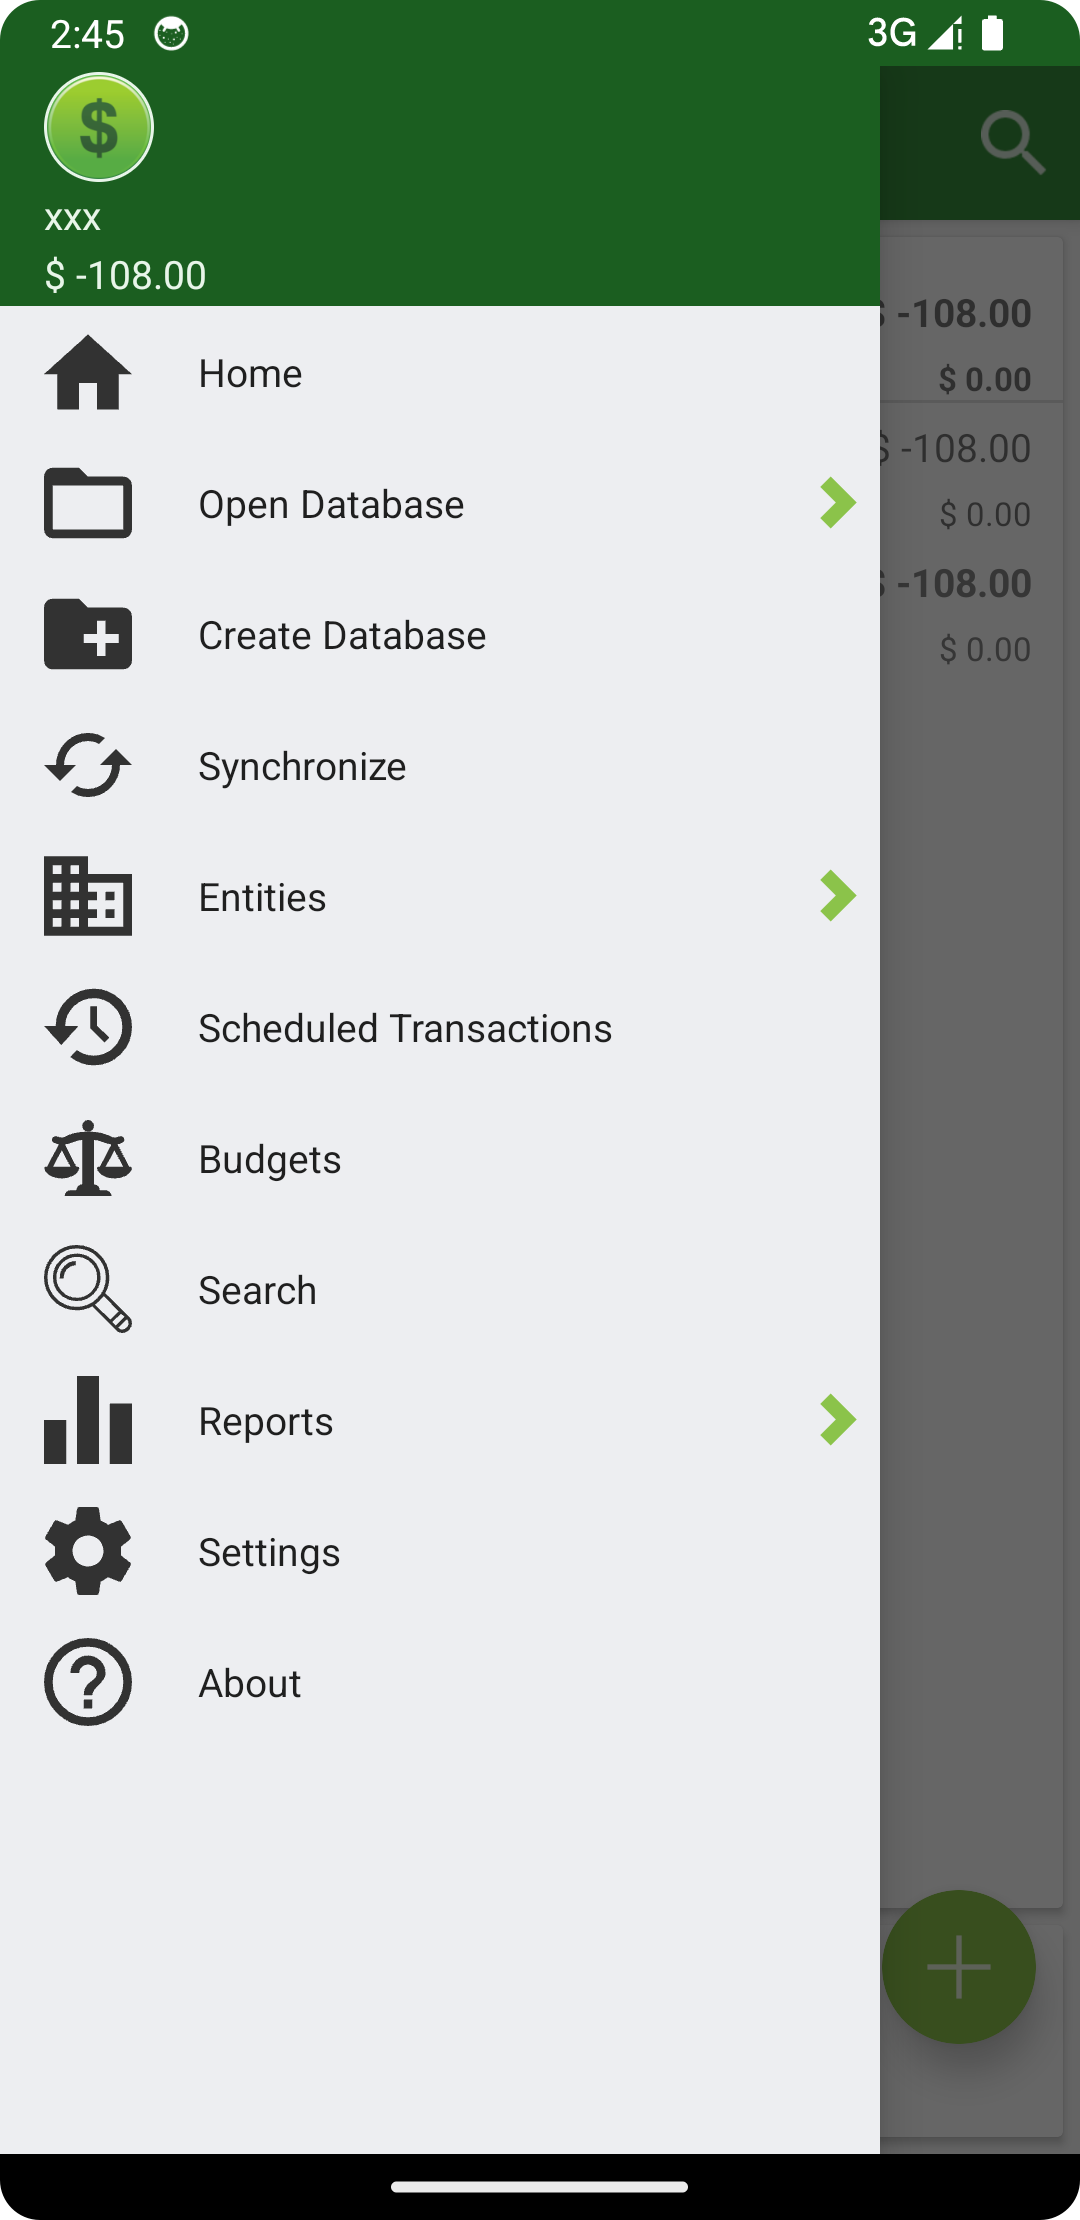 2:45
3G
$
xxx
$ -108.00
Home
Open Database
Create Database
Synchronize
Entities
Scheduled Transactions
Budgets
Search
Reports
Settings
About
$ -108.00
$ 0.00
$ -108.00
$ 0.00
$ -108.00
$ 0.00